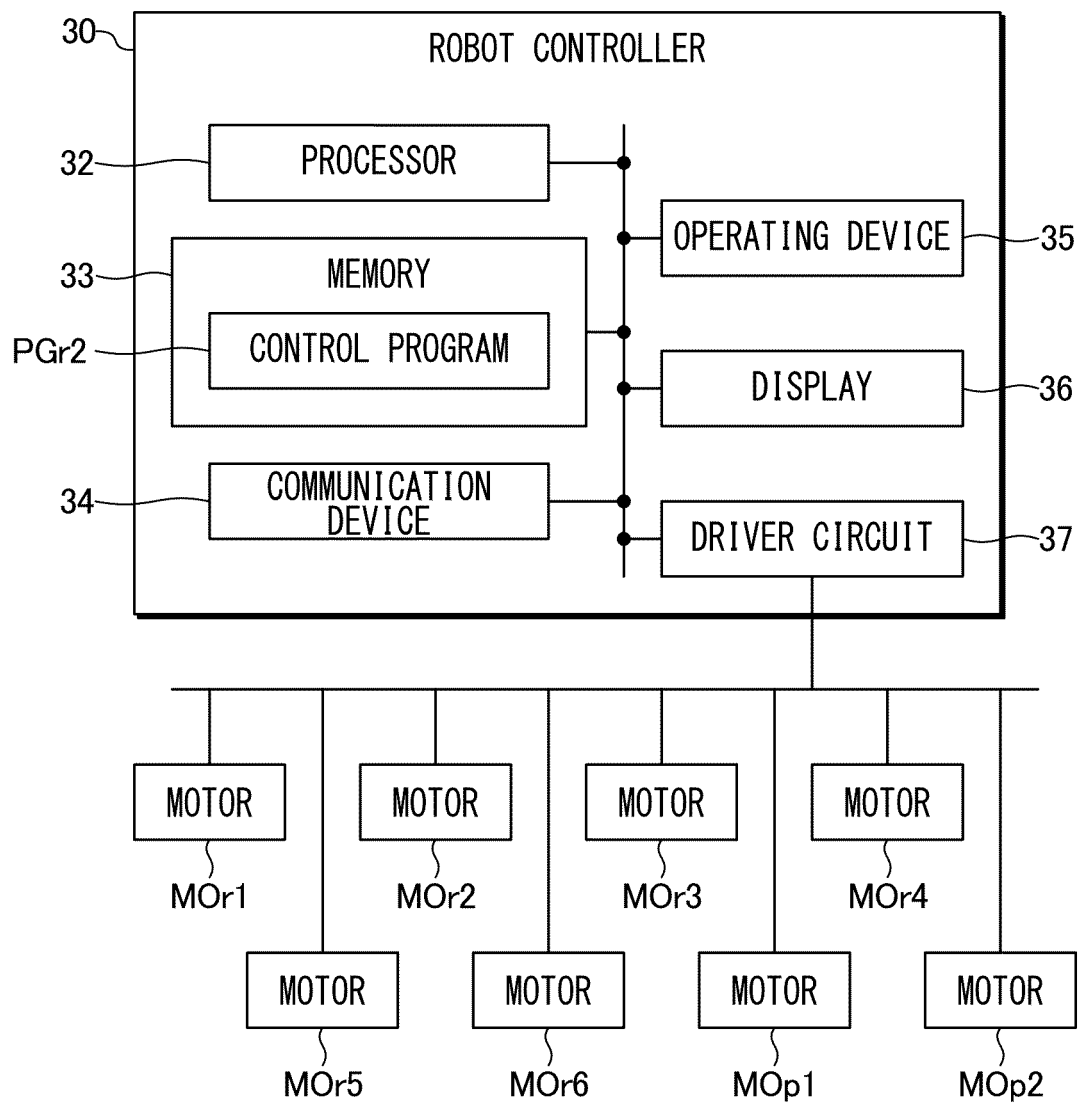 30
ROBOT CONTROLLER
32
PROCESSOR
OPERATING DEVICE
35
33
MEMORY
PGr2
CONTROL PROGRAM
DISPLAY
36
34
COMMUNICATION
DEVICE
DRIVER CIRCUIT
37
MOTOR
MOTOR
MOTOR
MOTOR
MOr1
MOr2
MOr3
MOr4
MOTOR
MOTOR
MOTOR
MOTOR
MOr5
MOr6
MOp1
MOp2